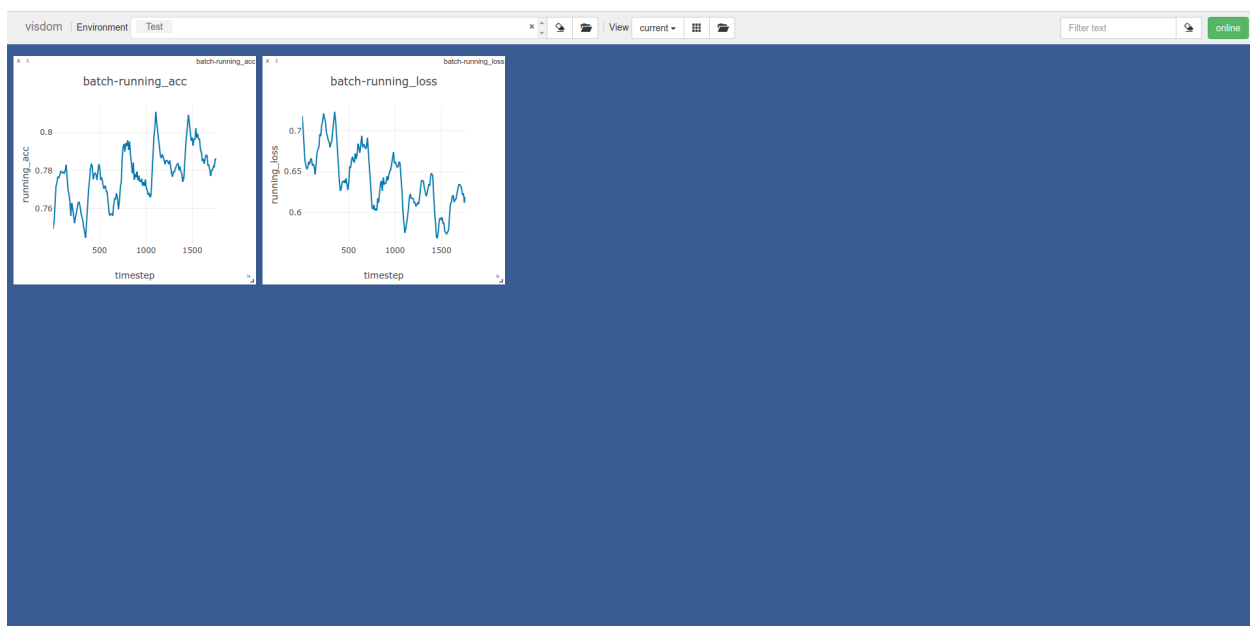 visdom Environment Test × View current Filter text online
× batch-running_acc
batch-running_acc
running_acc
0.8
0.78
0.76
500 1000 1500
timestep
× batch-running_loss
batch-running_loss
running_loss
0.7
0.65
0.6
500 1000 1500
timestep